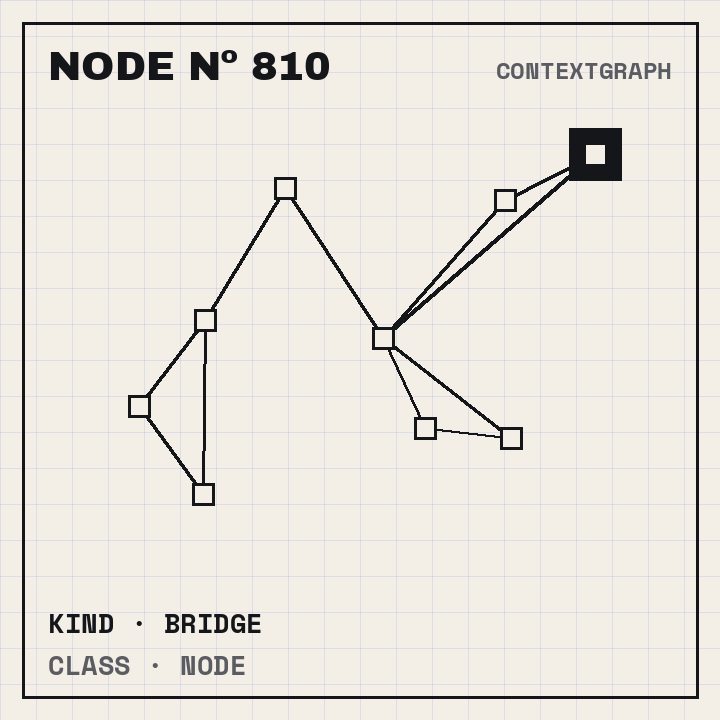 NODE Nº 810
CONTEXTGRAPH
KIND · BRIDGE
CLASS · NODE